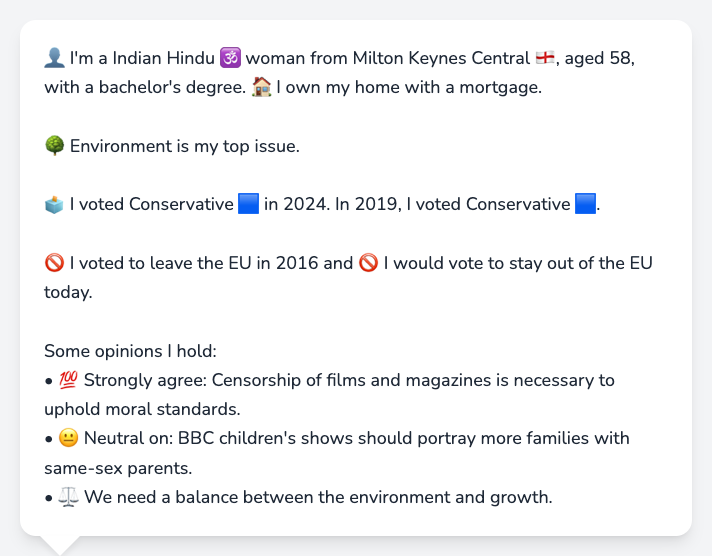 👤 I'm a Indian Hindu 🕉️ woman from Milton Keynes Central 🏴󠁧󠁢󠁥󠁮󠁧󠁿, aged 58,
with a bachelor's degree. 🏠 I own my home with a mortgage.
🌳 Environment is my top issue.
🗳️ I voted Conservative 🟦 in 2024. In 2019, I voted Conservative 🟦.
🚫 I voted to leave the EU in 2016 and 🚫 I would vote to stay out of the EU
today.
Some opinions I hold:
• 💯 Strongly agree: Censorship of films and magazines is necessary to
uphold moral standards.
• 😐 Neutral on: BBC children's shows should portray more families with
same-sex parents.
• ⚖️ We need a balance between the environment and growth.